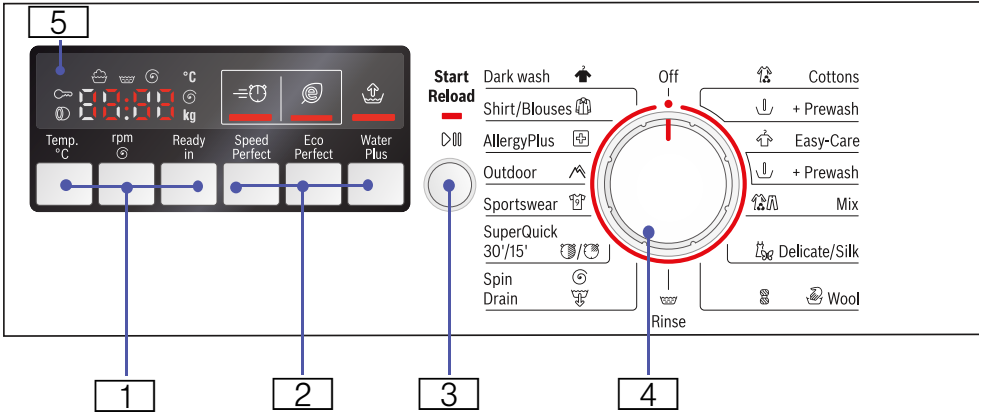 5
°C
kg
Temp.
°C
rpm
Ready
in
Speed
Perfect
Eco
Perfect
Water
Plus
Start
Reload
Dark wash
Shirt/Blouses
AllergyPlus
Outdoor
Sportswear
SuperQuick
30'/15'
Spin
Drain
Off
Rinse
Cottons
+ Prewash
Easy-Care
+ Prewash
Mix
Delicate/Silk
Wool
1
2
3
4